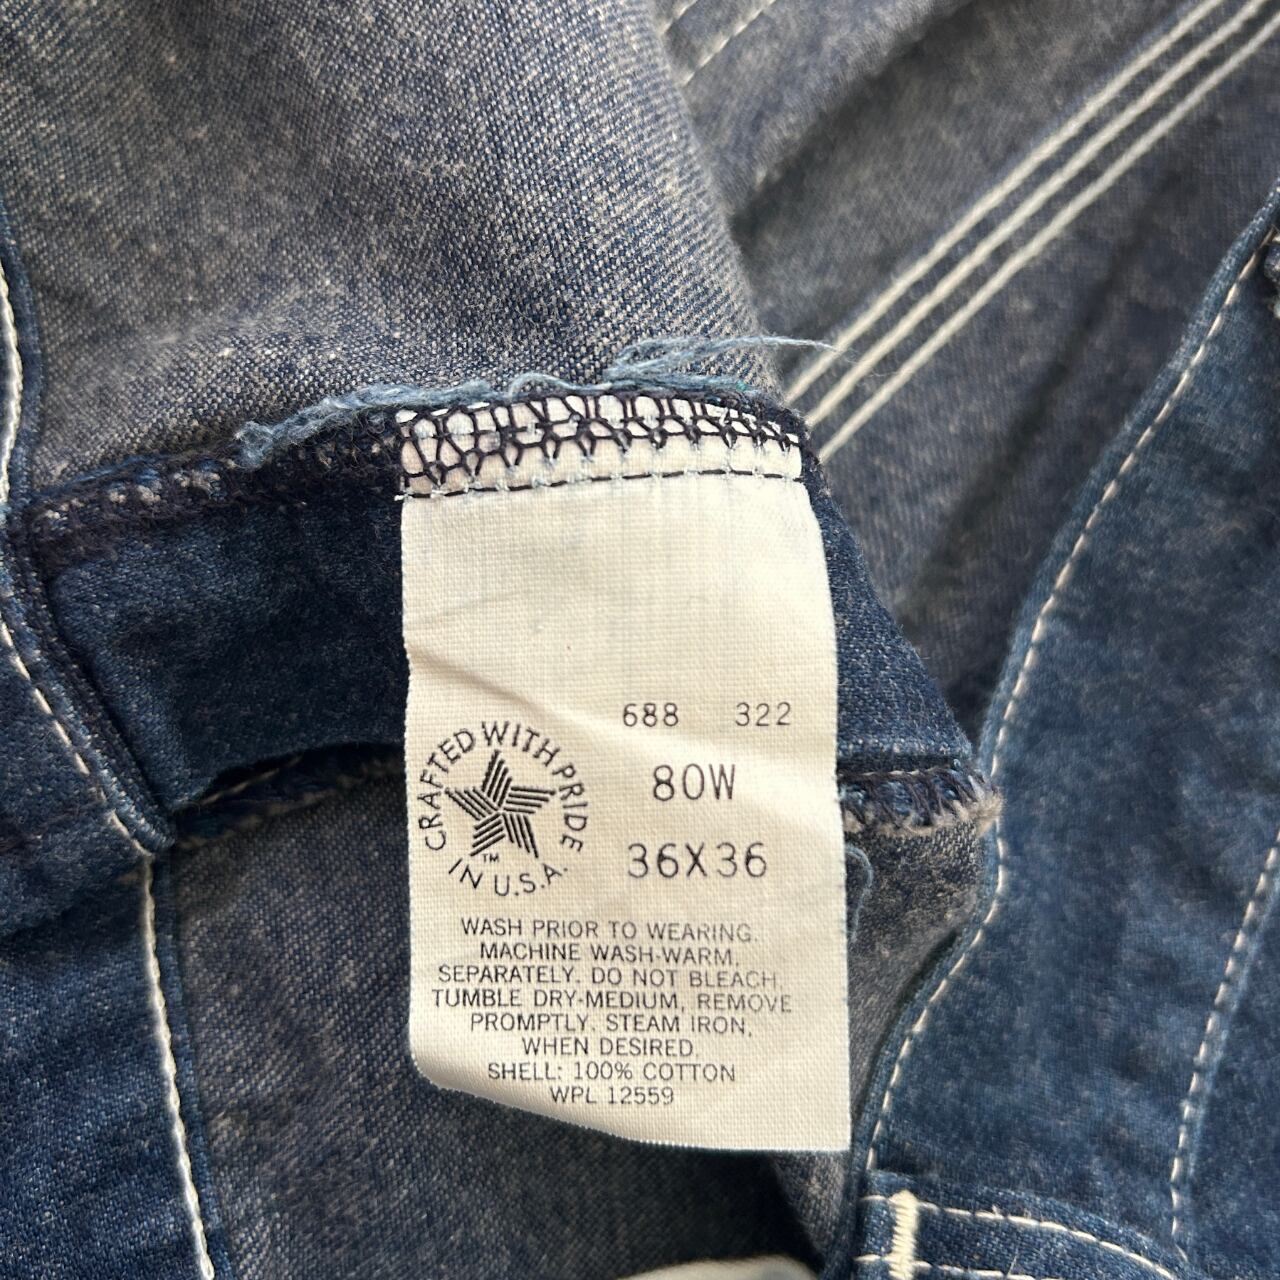 688 322
CRAFTED WITH PRIDE
IN U.S.A.
TM
80W
36X36
WASH PRIOR TO WEARING.
MACHINE WASH-WARM,
SEPARATELY. DO NOT BLEACH.
TUMBLE DRY-MEDIUM, REMOVE
PROMPTLY. STEAM IRON,
WHEN DESIRED.
SHELL: 100% COTTON
WPL 12559